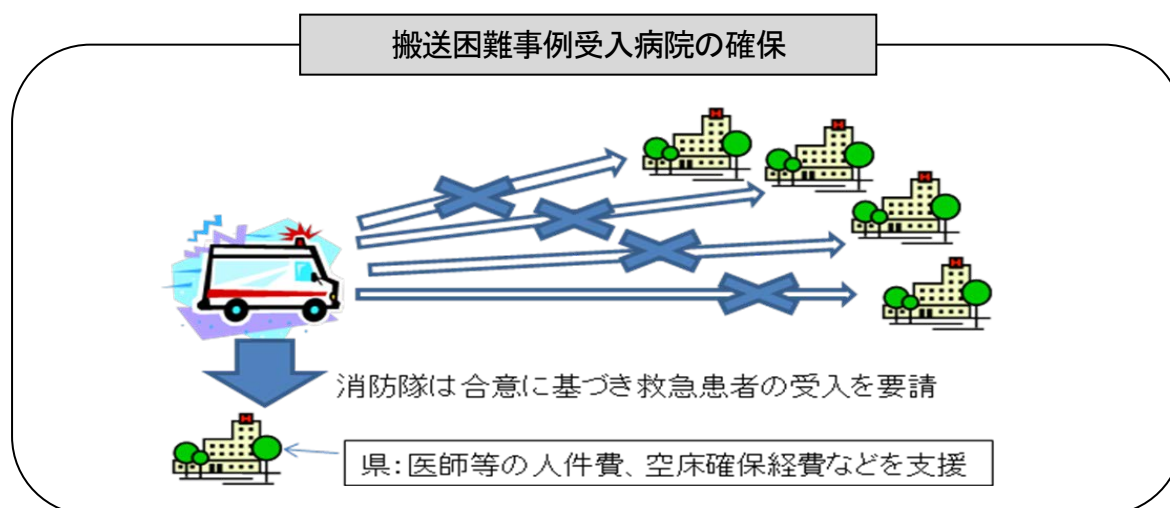 搬送困難事例受入病院の確保
H
H
H
H
消防隊は合意に基づき救急患者の受入を要請
H
県:医師等の人件費、空床確保経費などを支援